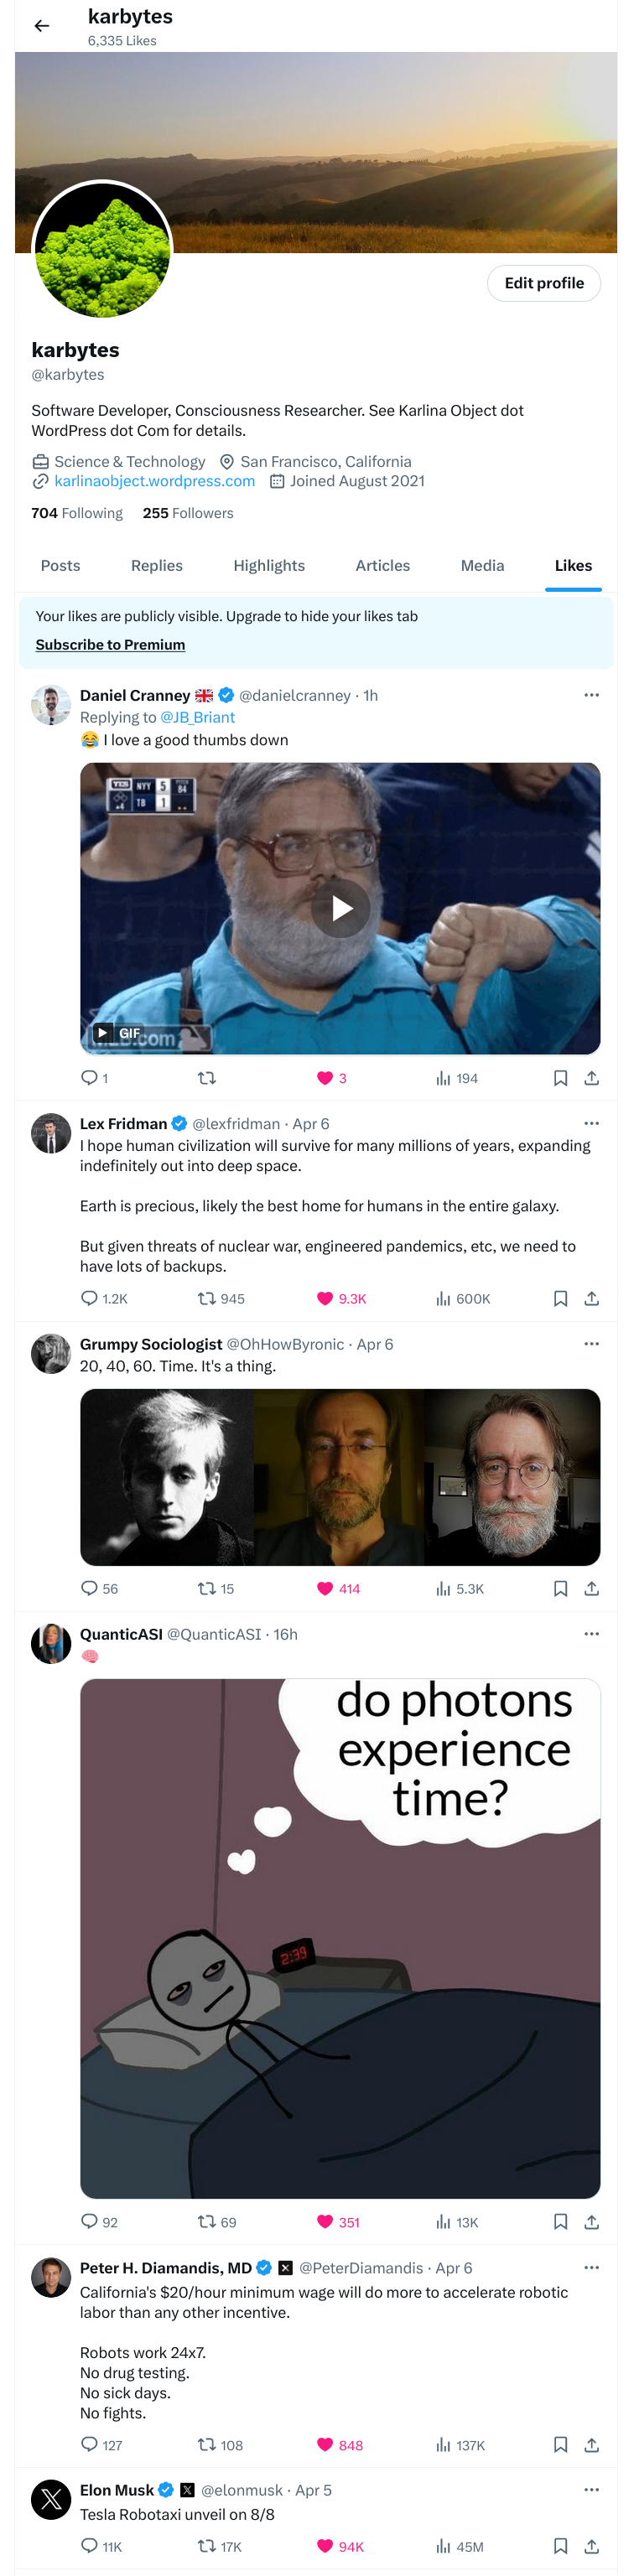 karbytes
6,335 Likes
Edit profile
karbytes
@karbytes
Software Developer, Consciousness Researcher. See Karlina Object dot
WordPress dot Com for details.
Science & Technology San Francisco, California
karlinaobject.wordpress.com Joined August 2021
704 Following 255 Followers
Posts Replies Highlights Articles Media Likes
Your likes are publicly visible. Upgrade to hide your likes tab
Subscribe to Premium
Daniel Cranney 🇬🇧 @danielcranney · 1h
Replying to @JB_Briant
😂 I love a good thumbs down
YES NYY 5 PITCH 84
TB 1
GIF
.com
1 3 194
Lex Fridman @lexfridman · Apr 6
I hope human civilization will survive for many millions of years, expanding
indefinitely out into deep space.
Earth is precious, likely the best home for humans in the entire galaxy.
But given threats of nuclear war, engineered pandemics, etc, we need to
have lots of backups.
1.2K 945 9.3K 600K
Grumpy Sociologist @OhHowByronic · Apr 6
20, 40, 60. Time. It's a thing.
56 15 414 5.3K
QuanticASI @QuanticASI · 16h
🧠
do photons
experience
time?
2:39
92 69 351 13K
Peter H. Diamandis, MD @PeterDiamandis · Apr 6
California's $20/hour minimum wage will do more to accelerate robotic
labor than any other incentive.
Robots work 24x7.
No drug testing.
No sick days.
No fights.
127 108 848 137K
Elon Musk @elonmusk · Apr 5
Tesla Robotaxi unveil on 8/8
11K 17K 94K 45M